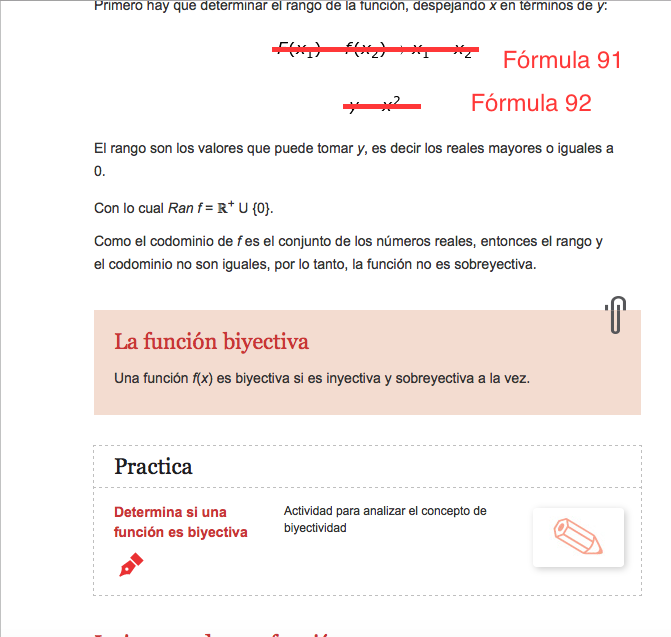 Primero hay que determinar el rango de la función, despejando x en términos de y:
F(x₁) f(x₂) → x₁ x₂
Fórmula 91
y x²
Fórmula 92
El rango son los valores que puede tomar y, es decir los reales mayores o iguales a
0.
Con lo cual Ran f = ℝ⁺ U {0}.
Como el codominio de f es el conjunto de los números reales, entonces el rango y
el codominio no son iguales, por lo tanto, la función no es sobreyectiva.
La función biyectiva
Una función f(x) es biyectiva si es inyectiva y sobreyectiva a la vez.
Practica
Determina si una
función es biyectiva
Actividad para analizar el concepto de
biyectividad